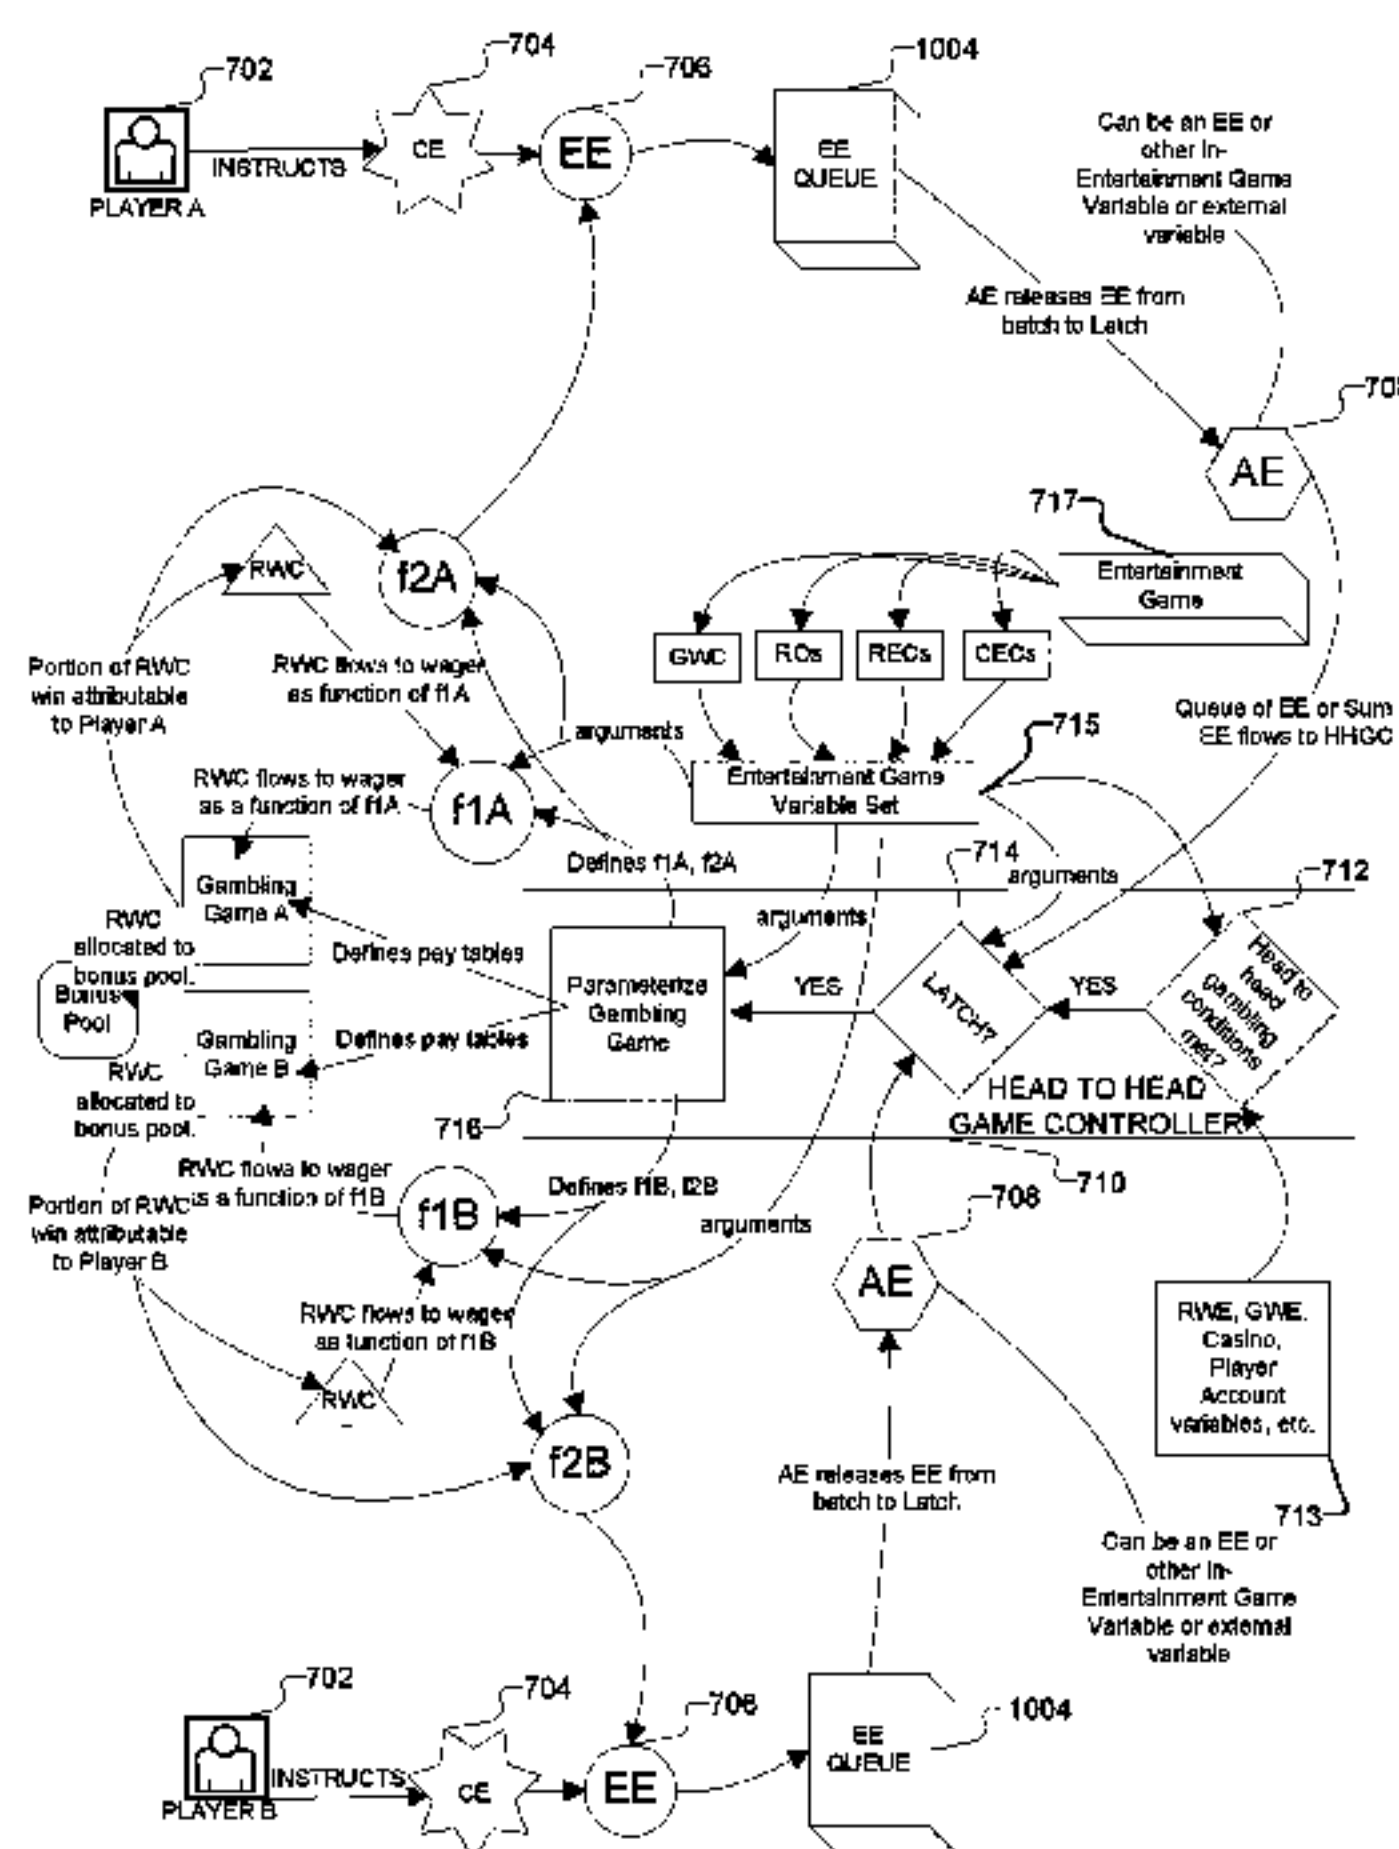 702
704
706
1004
CE
EE
EE
QUEUE
INSTRUCTS
PLAYER A
Can be an EE or
other In-
Entertainment Game
Variable or external
variable
AE releases EE from
batch to Latch
AE
717
Entertainment
Game
RWC
f2A
GWC
ROs
RECs
CECs
Portion of RWC
win attributable
to Player A
RWC flows to wager
as function of f1A
Queue of EE or Sum
EE flows to HHGC
arguments
715
RWC flows to wager
as a function of f1A
f1A
Entertainment Game
Variable Set
Defines f1A, f2A
714
arguments
712
Gambling
Game A
RWC
allocated to
bonus pool.
arguments
Defines pay tables
Parameterize
Gambling
Game
YES
LATCH?
YES
Head to
head
gambling
conditions
met?
Bonus
Pool
Gambling
Game B
Defines pay tables
RWC
allocated to
bonus pool.
HEAD TO HEAD
GAME CONTROLLER
716
RWC flows to wager
as a function of f1B
f1B
Defines f1B, f2B
710
708
Portion of RWC
win attributable
to Player B
arguments
AE
RWE, GWE,
Casino,
Player
Account
variables, etc.
RWC flows to wager
as function of f1B
RWC
f2B
AE releases EE from
batch to Latch
713
Can be an EE or
other In-
Entertainment Game
Variable or external
variable
702
704
706
1004
CE
EE
EE
QUEUE
INSTRUCTS
PLAYER B